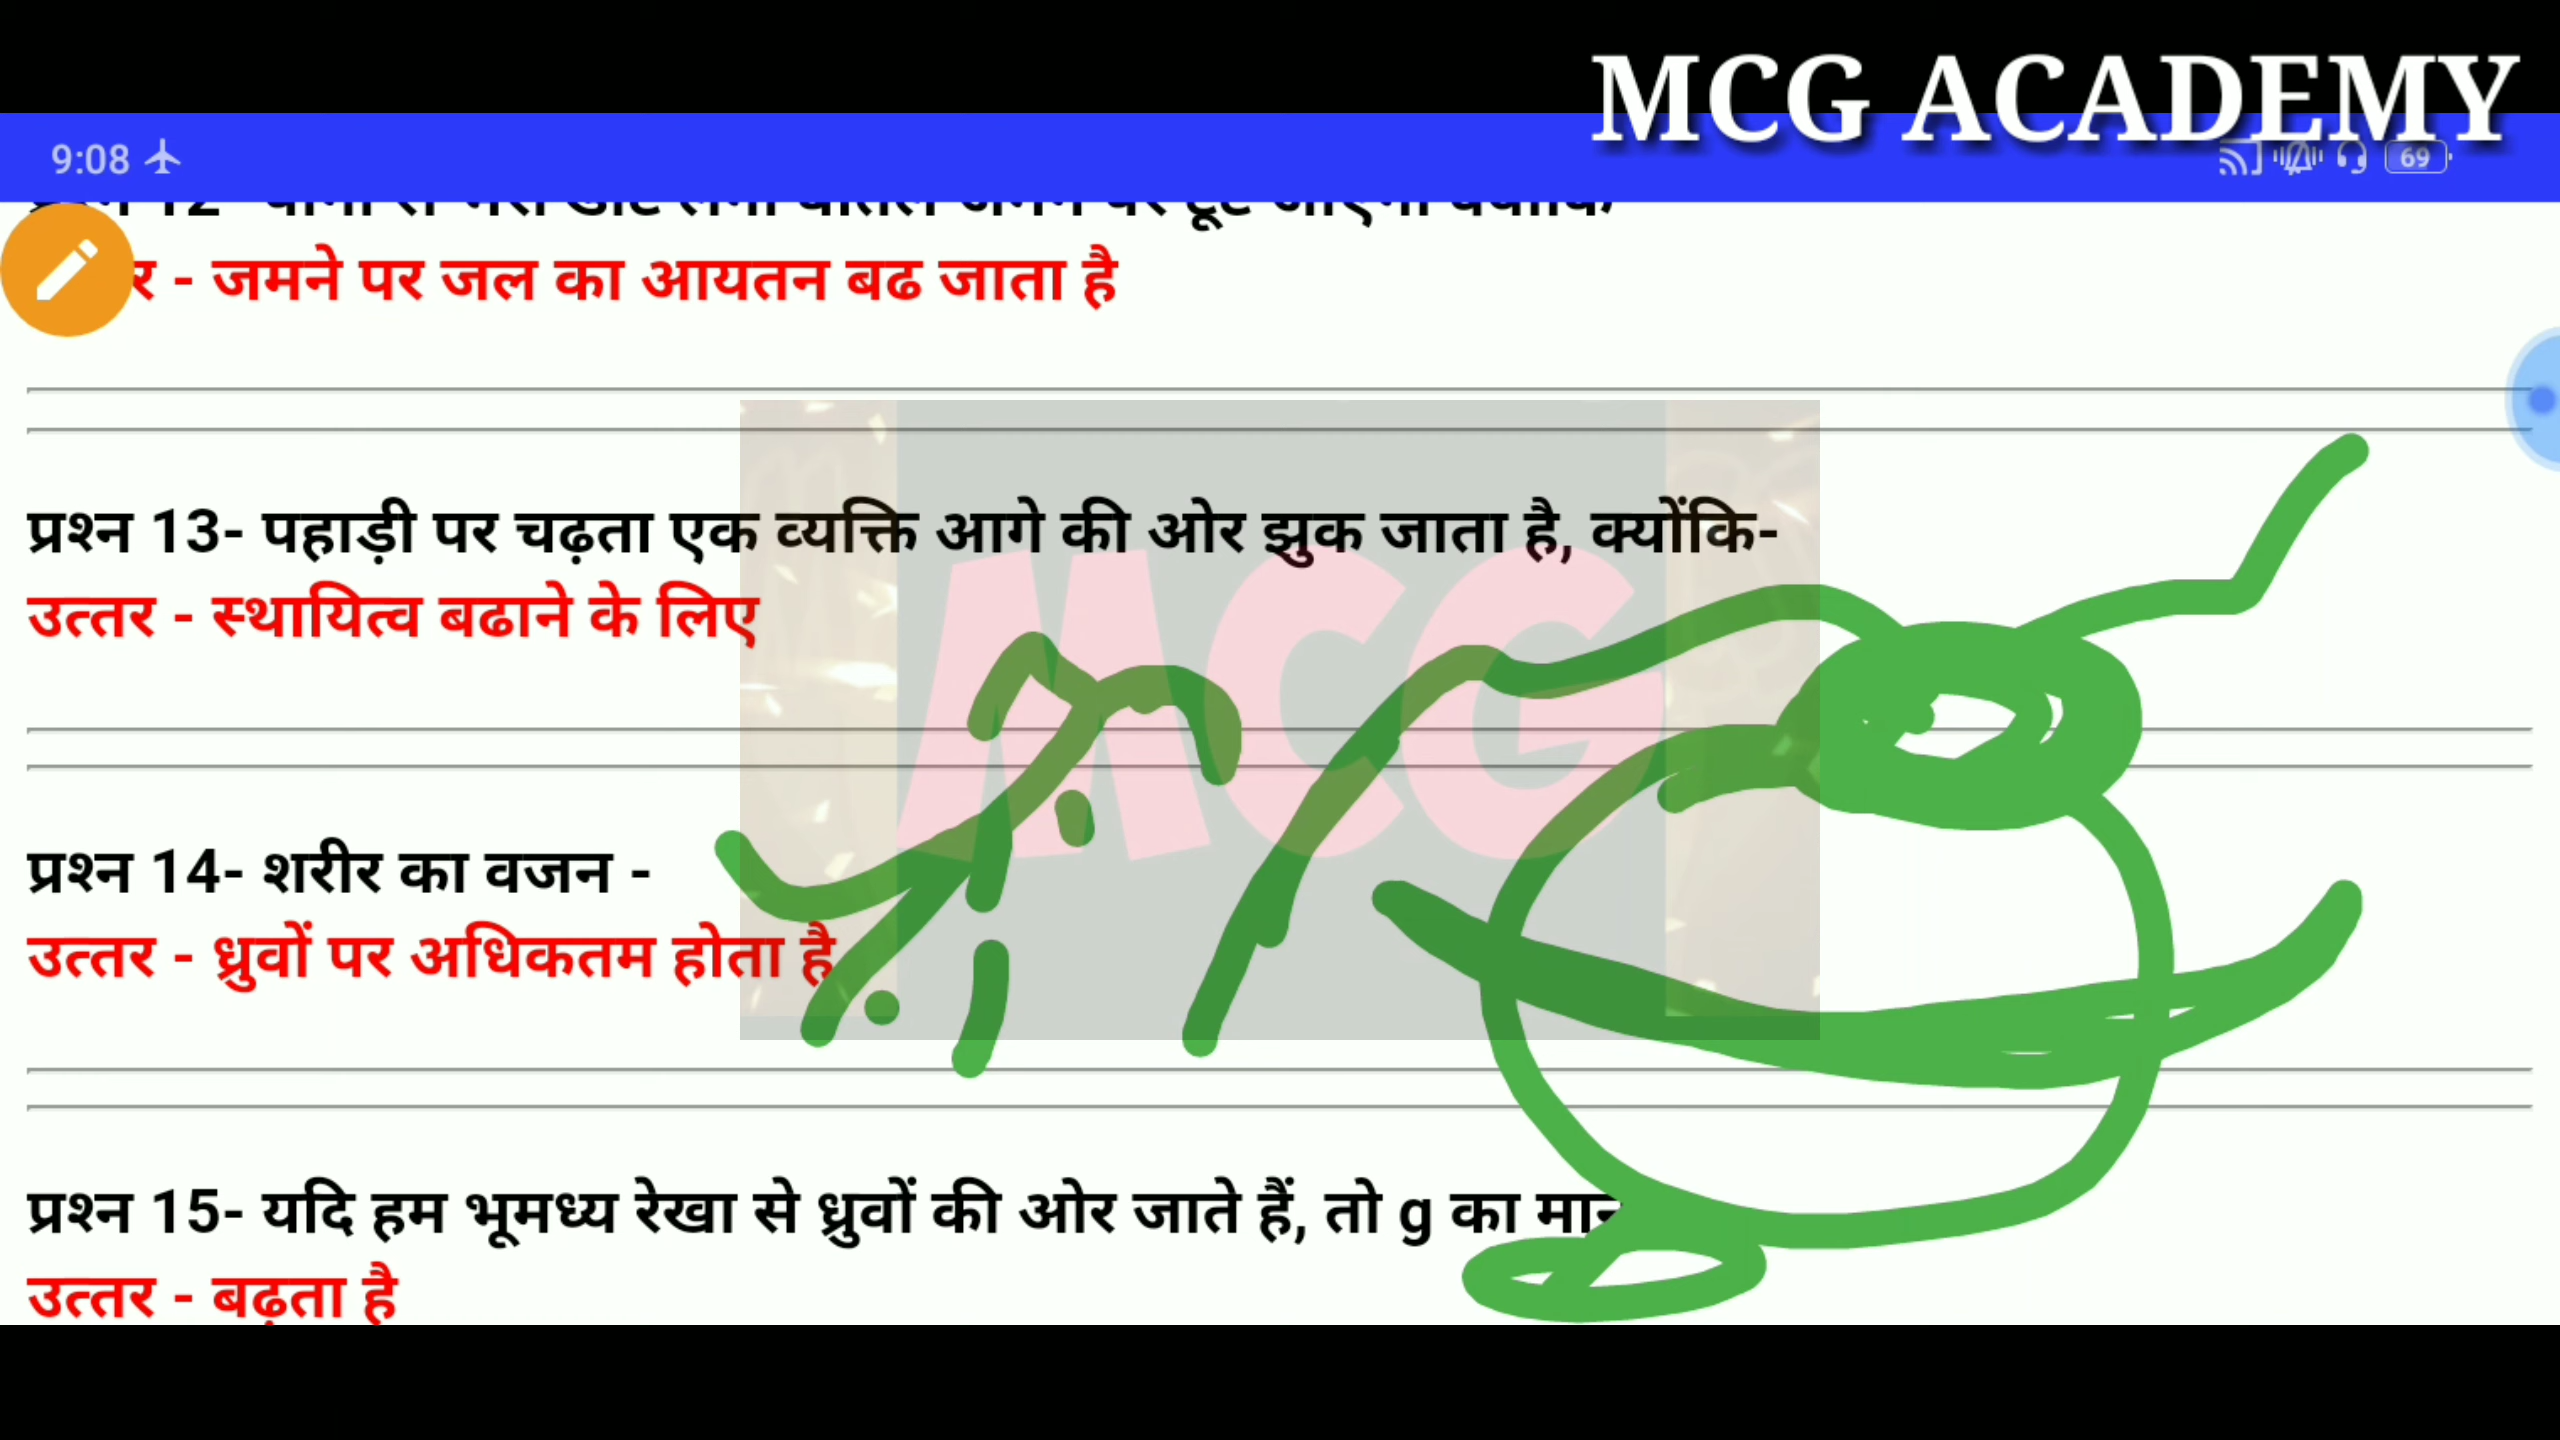 MCG ACADEMY
9:08
69
र - जमने पर जल का आयतन बढ जाता है
प्रश्न 13- पहाड़ी पर चढ़ता एक व्यक्ति आगे की ओर झुक जाता है, क्योंकि-
उत्तर - स्थायित्व बढाने के लिए
MCG
प्रश्न 14- शरीर का वजन -
उत्तर - ध्रुवों पर अधिकतम होता है
प्रश्न 15- यदि हम भूमध्य रेखा से ध्रुवों की ओर जाते हैं, तो g का मान
उत्तर - बढ़ता है